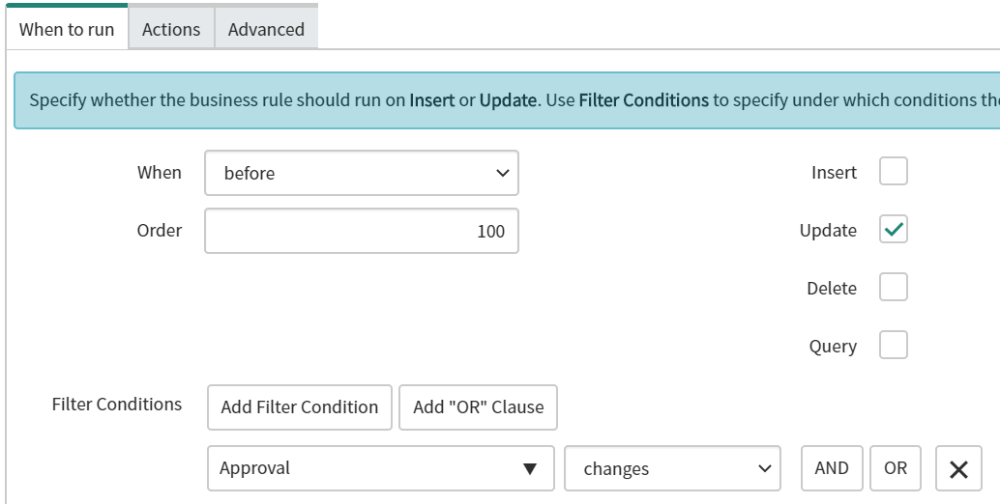 When to run Actions Advanced
Specify whether the business rule should run on Insert or Update. Use Filter Conditions to specify under which conditions
When before Insert
Order 100 Update
Delete
Query
Filter Conditions Add Filter Condition Add "OR" Clause
Approval changes AND OR